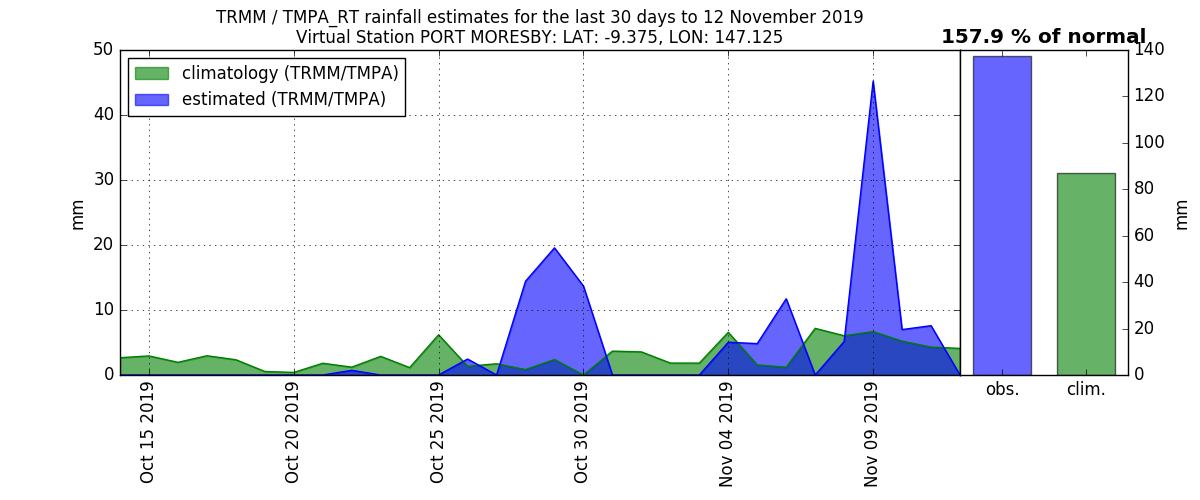 TRMM / TMPA_RT rainfall estimates for the last 30 days to 12 November 2019
Virtual Station PORT MORESBY: LAT: -9.375, LON: 147.125
157.9 % of normal
climatology (TRMM/TMPA)
estimated (TRMM/TMPA)
mm
50
40
30
20
10
0
Oct 15 2019
Oct 20 2019
Oct 25 2019
Oct 30 2019
Nov 04 2019
Nov 09 2019
obs.
clim.
140
120
100
80
60
40
20
0
mm